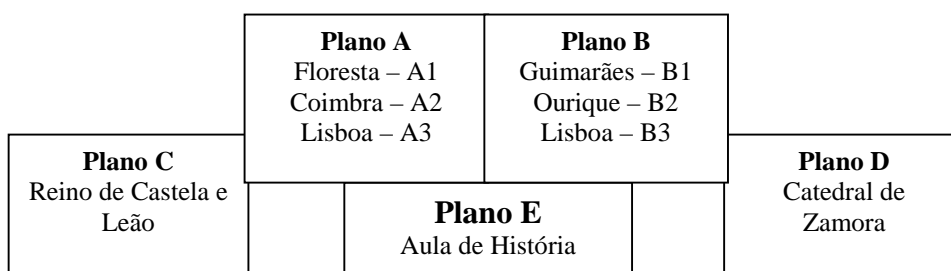 Plano A
Floresta – A1
Coimbra – A2
Lisboa – A3
Plano B
Guimarães – B1
Ourique – B2
Lisboa – B3
Plano C
Reino de Castela e
Leão
Plano D
Catedral de
Zamora
Plano E
Aula de História